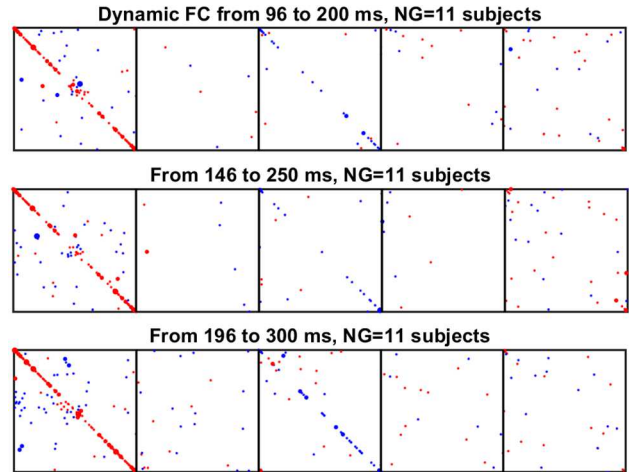 Dynamic FC from 96 to 200 ms, NG=11 subjects
From 146 to 250 ms, NG=11 subjects
From 196 to 300 ms, NG=11 subjects